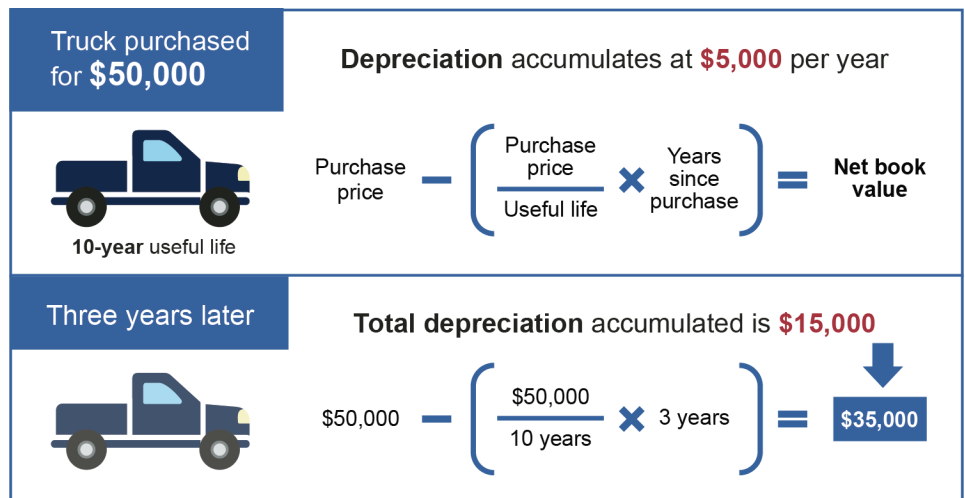 Truck purchased
for $50,000
Depreciation accumulates at $5,000 per year
10-year useful life
Purchase
price
−
(
Purchase
price
Useful life
×
Years
since
purchase
)
=
Net book
value
Three years later
Total depreciation accumulated is $15,000
$50,000
−
(
$50,000
10 years
×
3 years
)
=
$35,000